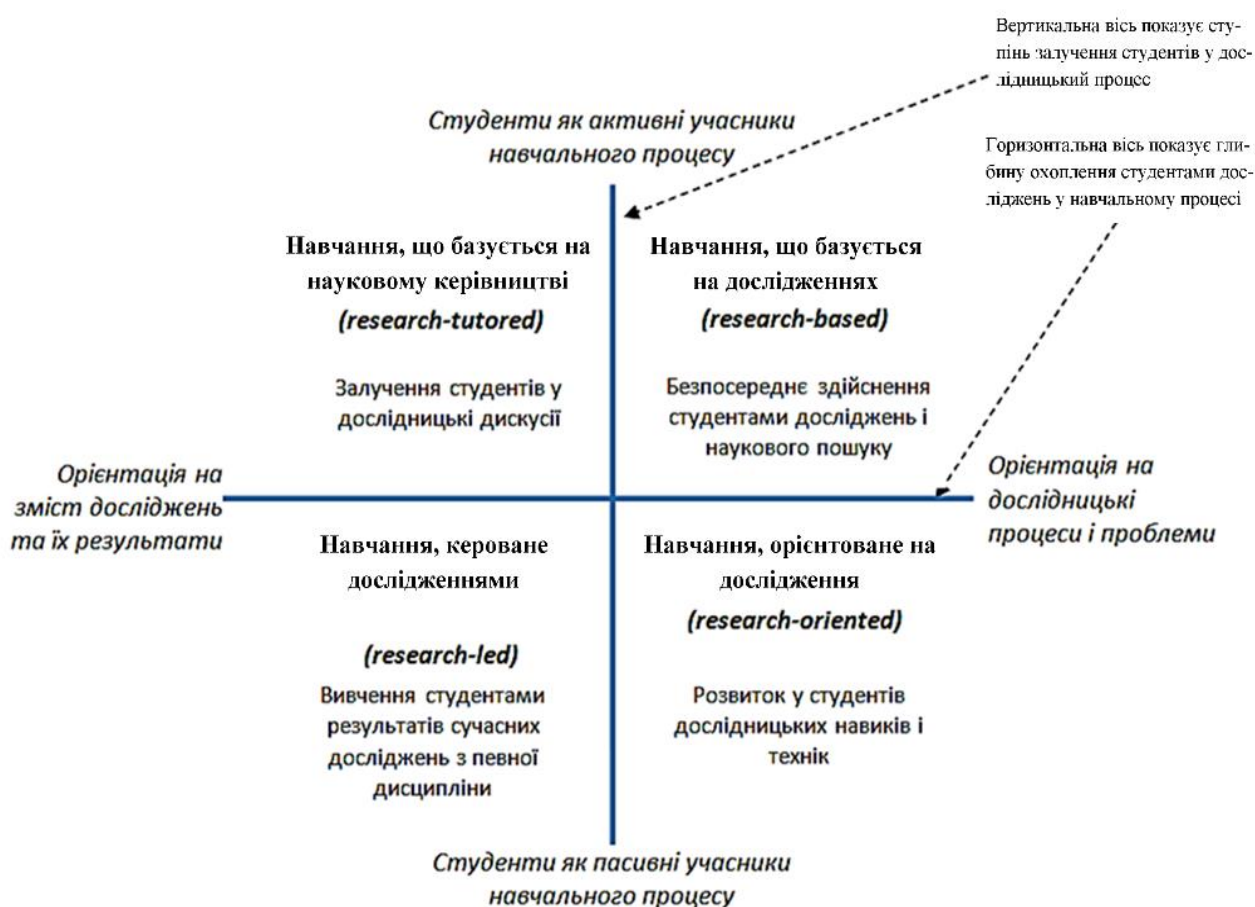 Вертикальна вісь показує сту-
пінь залучення студентів у дос-
лідницький процес
Студенти як активні учасники
навчального процесу
Горизонтальна вісь показує гли-
бину охоплення студентами дос-
ліджень у навчальному процесі
Навчання, що базується на
науковому керівництві
(research-tutored)
Залучення студентів у
дослідницькі дискусії
Навчання, що базується
на дослідженнях
(research-based)
Безпосереднє здійснення
студентами досліджень і
наукового пошуку
Орієнтація на
зміст досліджень
та їх результати
Орієнтація на
дослідницькі
процеси і проблеми
Навчання, кероване
дослідженнями
(research-led)
Вивчення студентами
результатів сучасних
досліджень з певної
дисципліни
Навчання, орієнтоване на
дослідження
(research-oriented)
Розвиток у студентів
дослідницьких навиків і
технік
Студенти як пасивні учасники
навчального процесу